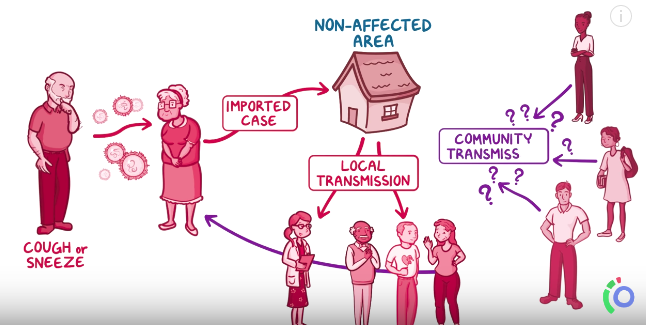 NON-AFFECTED
AREA
IMPORTED
CASE
LOCAL
TRANSMISSION
COMMUNITY
TRANSMISS
? ? ?
?
? ?
?
COUGH or
SNEEZE